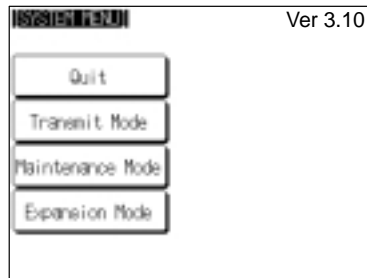 [SYSTEM MENU] Ver 3.10
Quit
Transmit Mode
Maintenance Mode
Expansion Mode